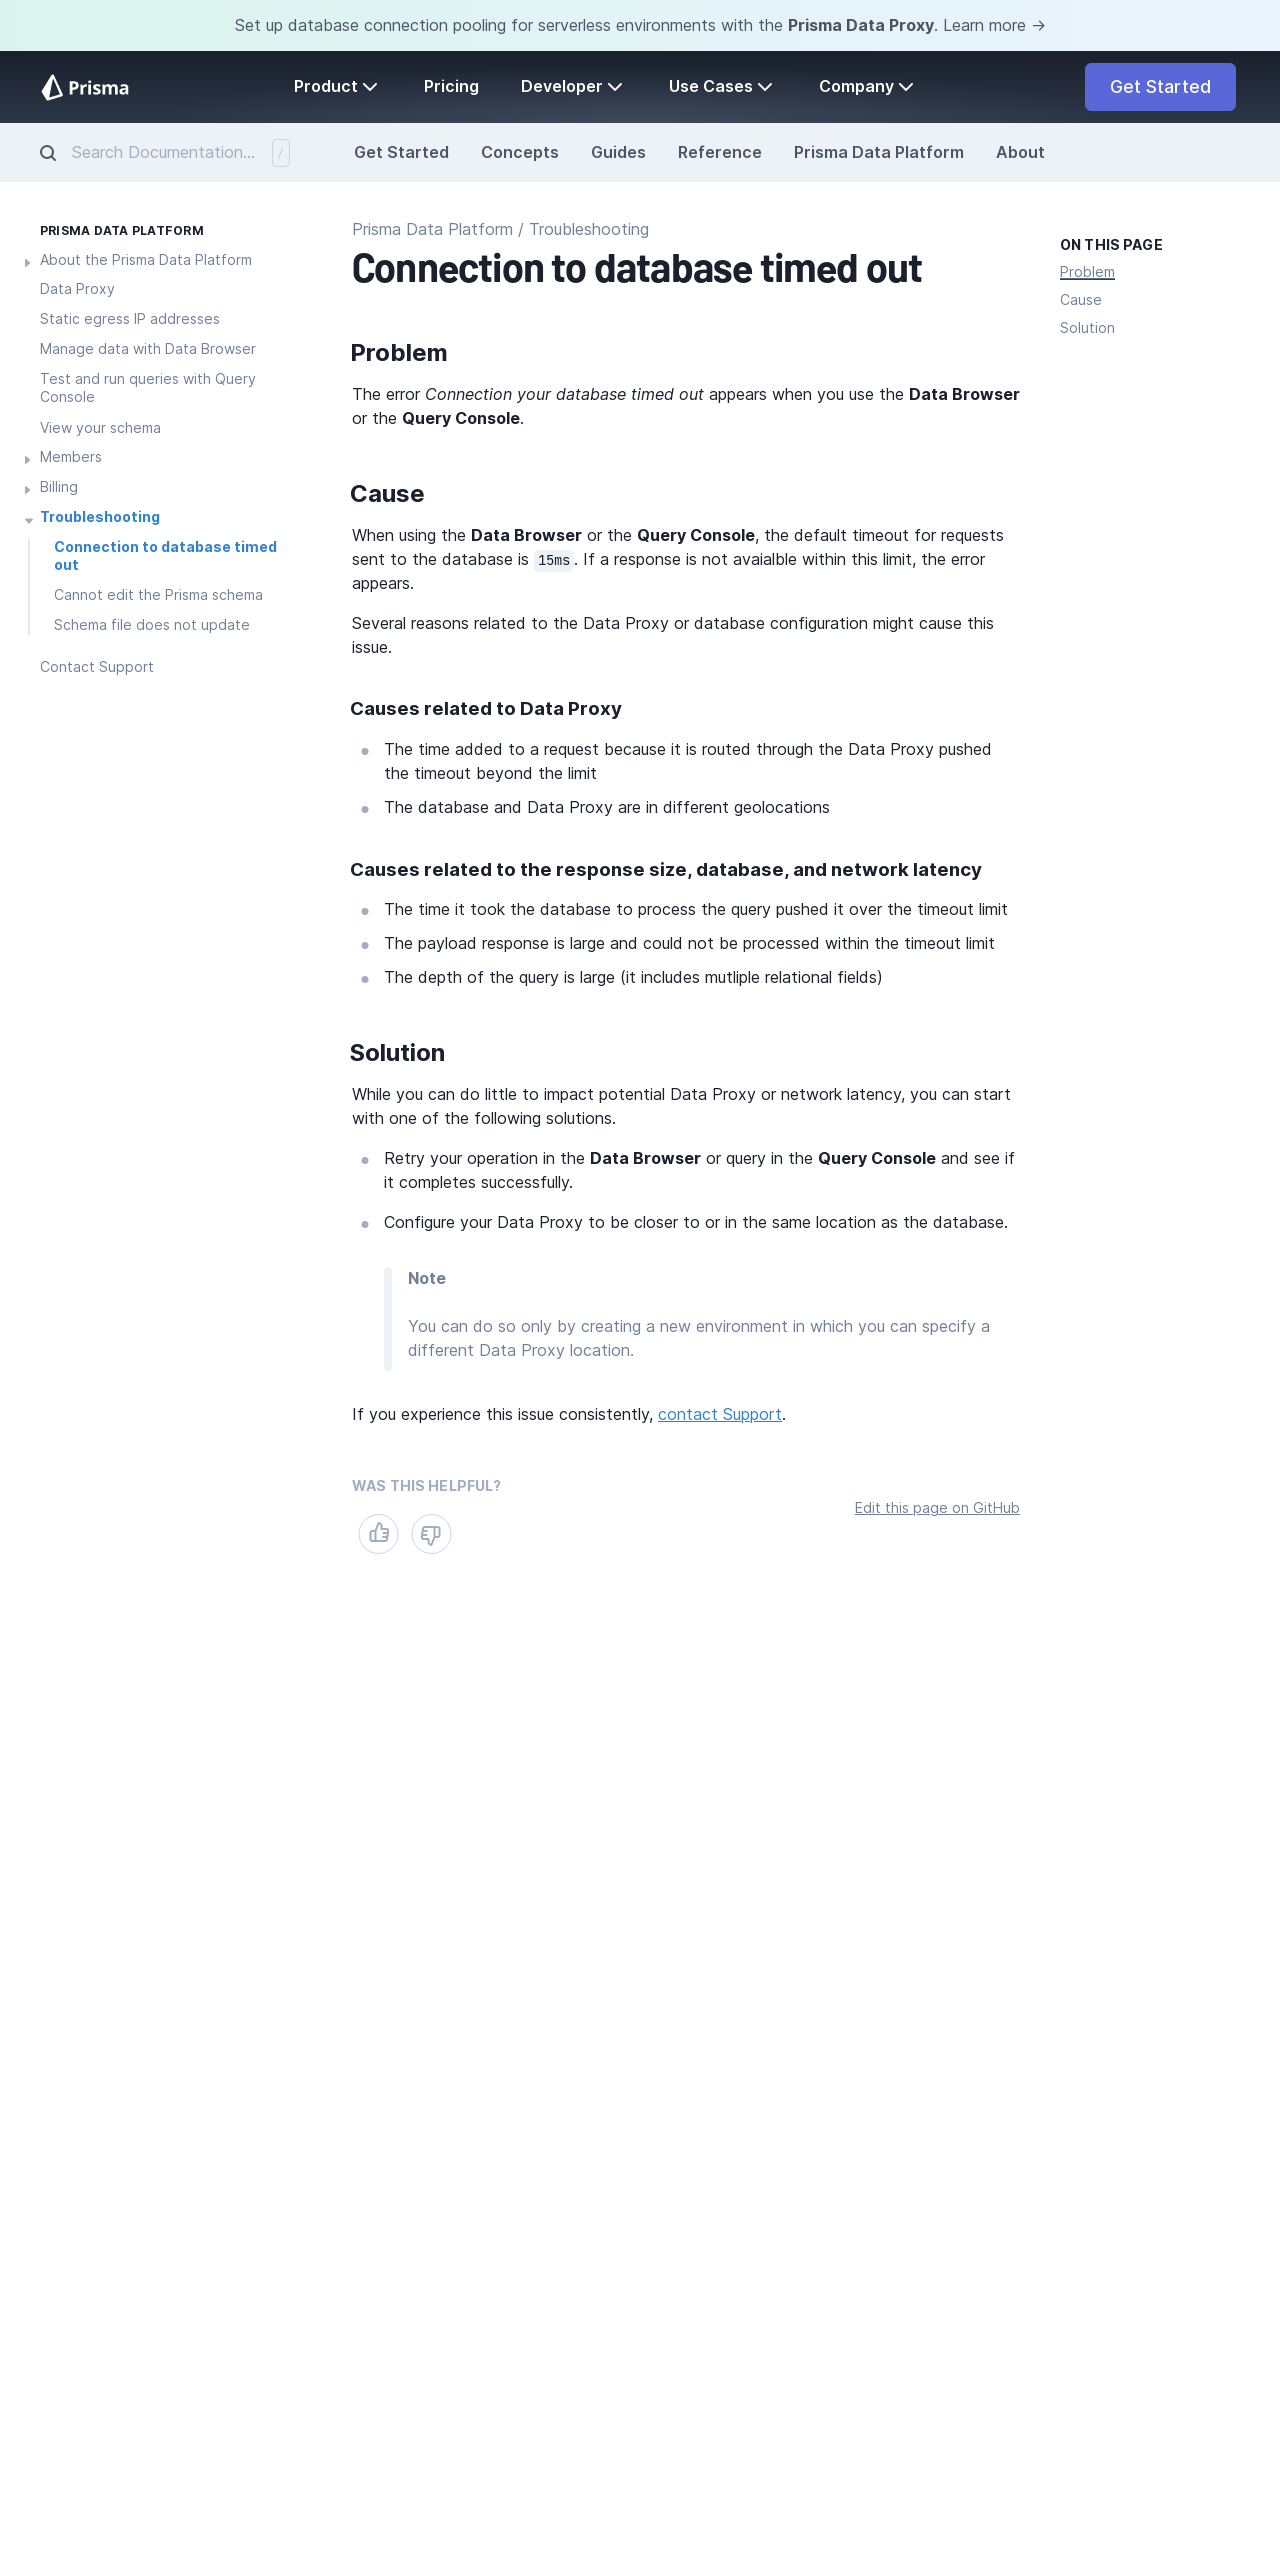 Set up database connection pooling for serverless environments with the Prisma Data Proxy. Learn more →
Prisma
Product
Pricing
Developer
Use Cases
Company
Get Started
Search Documentation...
/
Get Started
Concepts
Guides
Reference
Prisma Data Platform
About
PRISMA DATA PLATFORM
About the Prisma Data Platform
Data Proxy
Static egress IP addresses
Manage data with Data Browser
Test and run queries with Query
Console
View your schema
Members
Billing
Troubleshooting
Connection to database timed
out
Cannot edit the Prisma schema
Schema file does not update
Contact Support
Prisma Data Platform / Troubleshooting
Connection to database timed out
Problem
The error Connection your database timed out appears when you use the Data Browser
or the Query Console.
Cause
When using the Data Browser or the Query Console, the default timeout for requests
sent to the database is 15ms. If a response is not avaialble within this limit, the error
appears.
Several reasons related to the Data Proxy or database configuration might cause this
issue.
Causes related to Data Proxy
The time added to a request because it is routed through the Data Proxy pushed
the timeout beyond the limit
The database and Data Proxy are in different geolocations
Causes related to the response size, database, and network latency
The time it took the database to process the query pushed it over the timeout limit
The payload response is large and could not be processed within the timeout limit
The depth of the query is large (it includes mutliple relational fields)
Solution
While you can do little to impact potential Data Proxy or network latency, you can start
with one of the following solutions.
Retry your operation in the Data Browser or query in the Query Console and see if
it completes successfully.
Configure your Data Proxy to be closer to or in the same location as the database.
Note
You can do so only by creating a new environment in which you can specify a
different Data Proxy location.
If you experience this issue consistently, contact Support.
WAS THIS HELPFUL?
Edit this page on GitHub
ON THIS PAGE
Problem
Cause
Solution